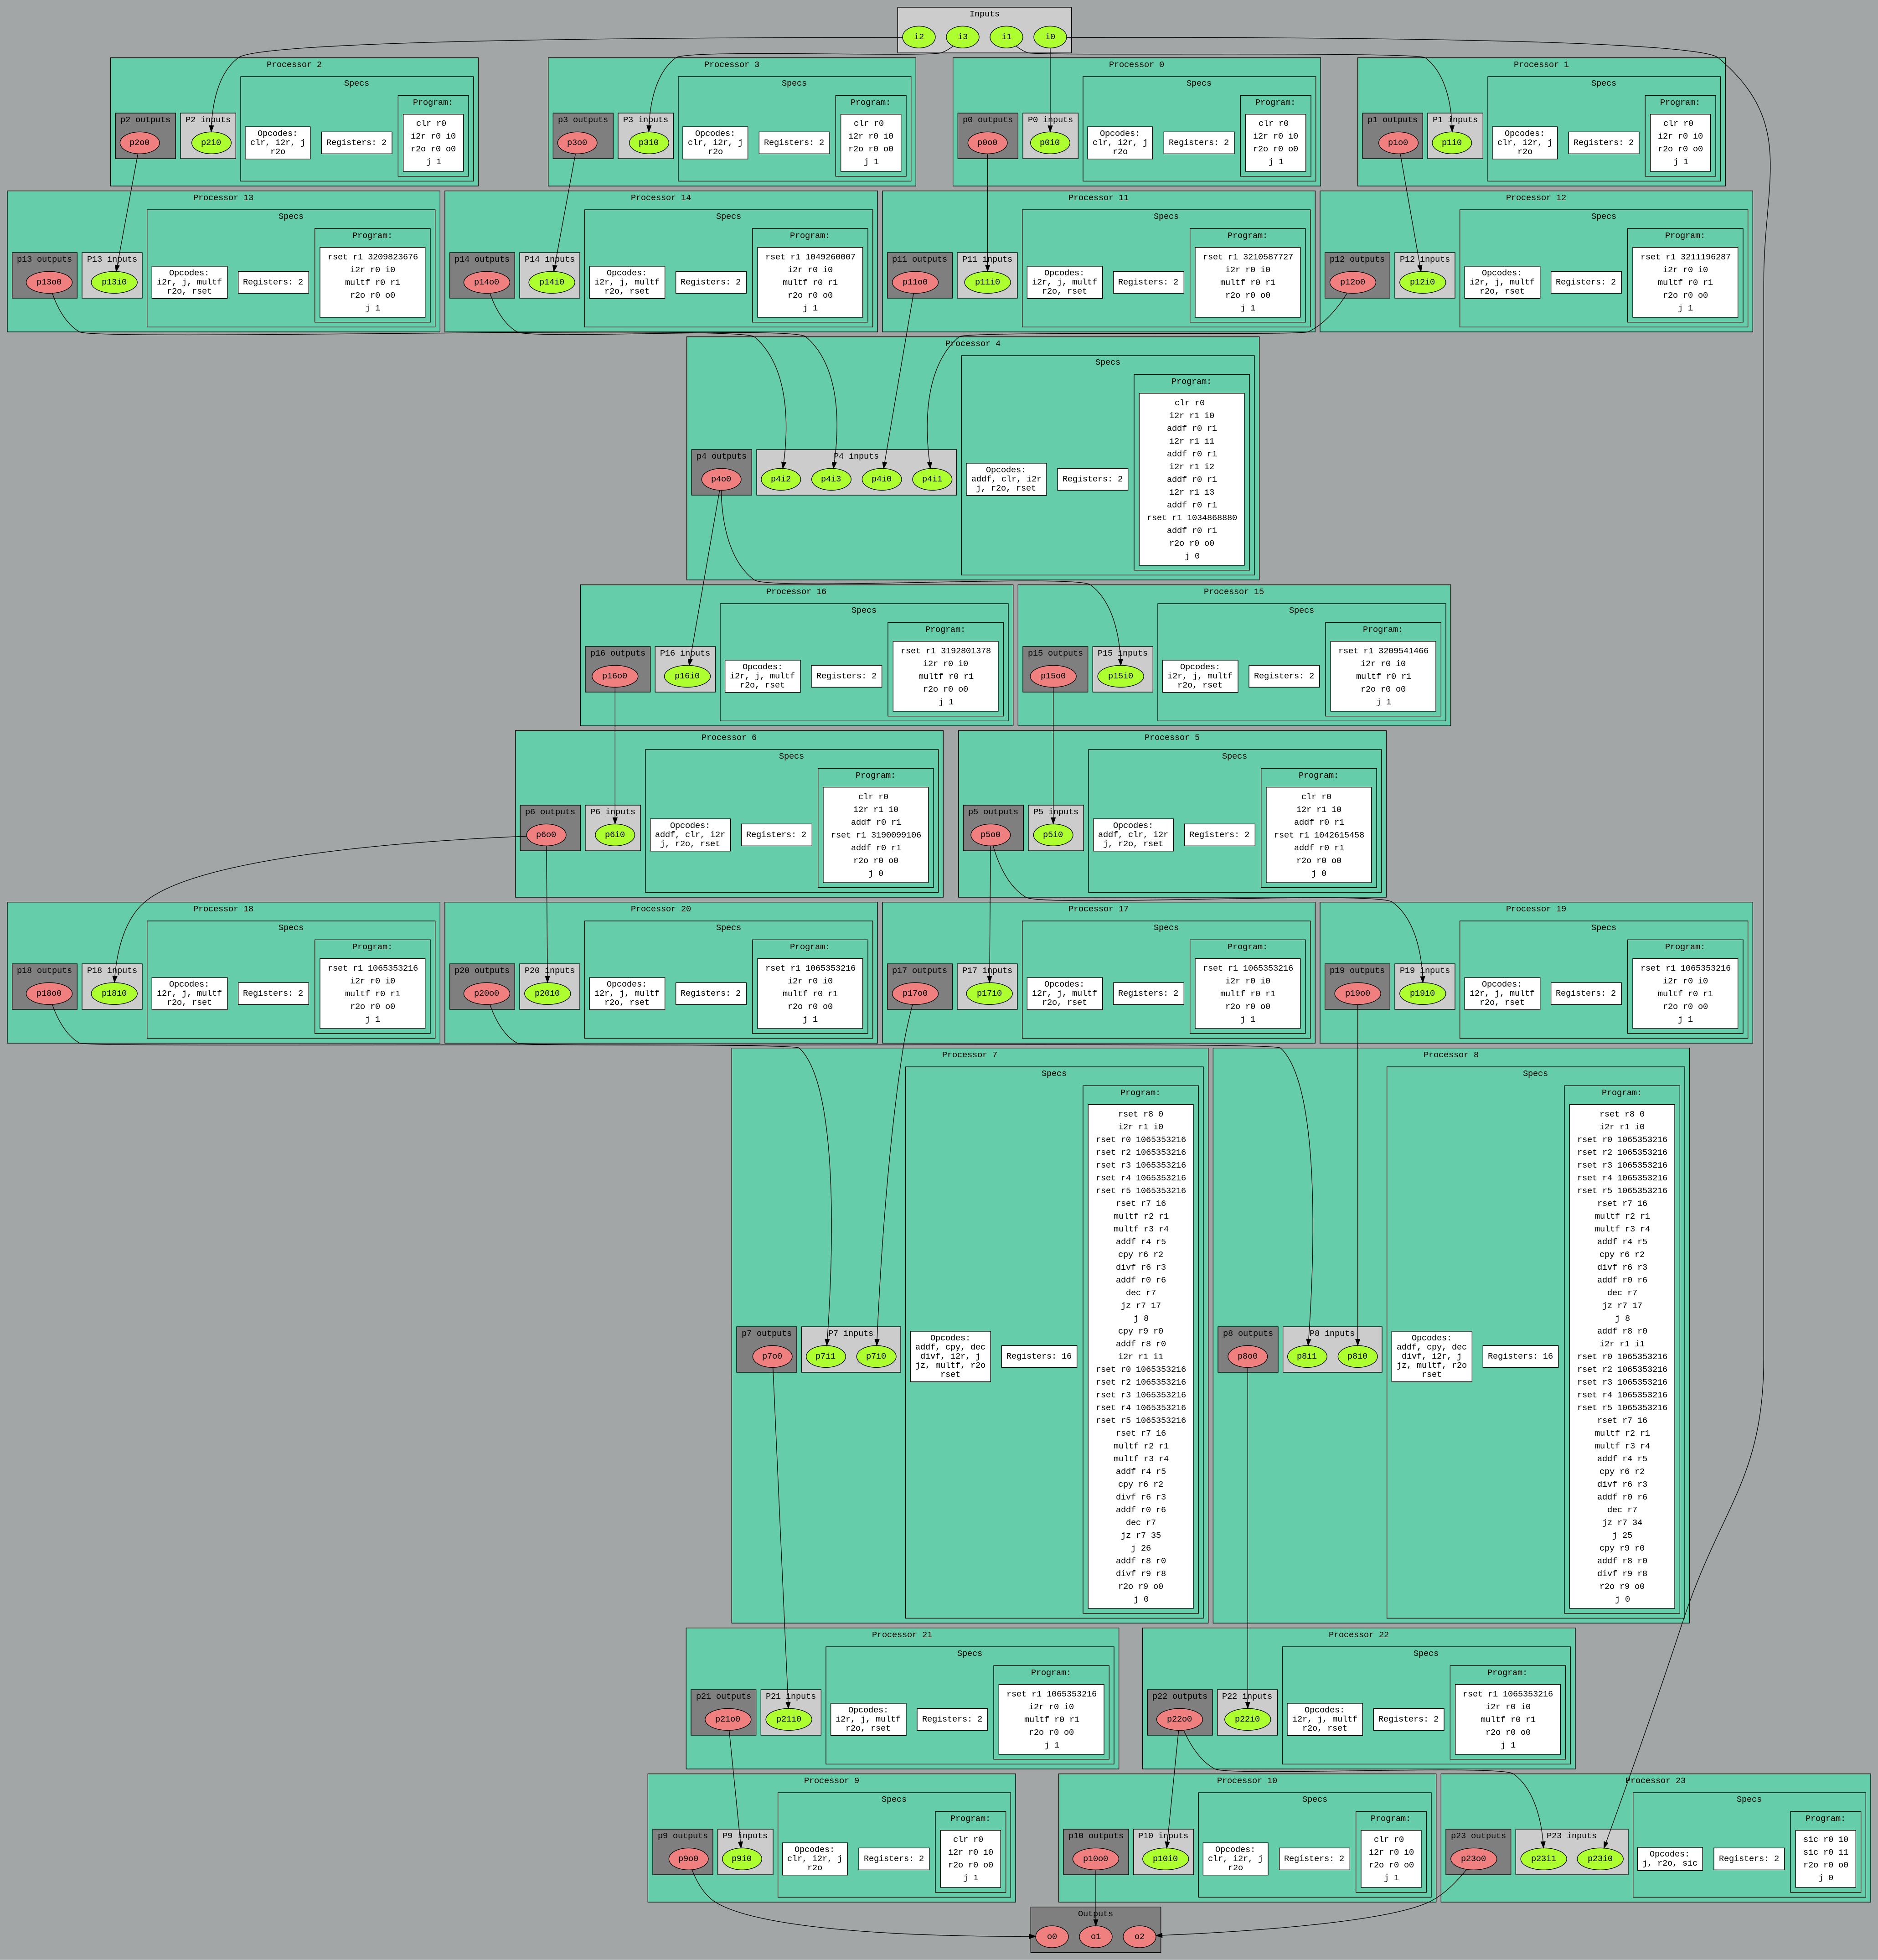 Inputs
i2 i3 i1 i0
Processor 2
Specs
Program:
p2 outputs
P2 inputs
clr r0
i2r r0 i0
r2o r0 o0
j 1
Opcodes:
clr, i2r, j
r2o
Registers: 2
p2o0
p2i0
Processor 3
Specs
Program:
p3 outputs
P3 inputs
clr r0
i2r r0 i0
r2o r0 o0
j 1
Opcodes:
clr, i2r, j
r2o
Registers: 2
p3o0
p3i0
Processor 0
Specs
Program:
p0 outputs
P0 inputs
clr r0
i2r r0 i0
r2o r0 o0
j 1
Opcodes:
clr, i2r, j
r2o
Registers: 2
p0o0
p0i0
Processor 1
Specs
Program:
p1 outputs
P1 inputs
clr r0
i2r r0 i0
r2o r0 o0
j 1
Opcodes:
clr, i2r, j
r2o
Registers: 2
p1o0
p1i0
Processor 13
Specs
Program:
p13 outputs
P13 inputs
rset r1 3209823676
i2r r0 i0
multf r0 r1
r2o r0 o0
j 1
Opcodes:
i2r, j, multf
r2o, rset
Registers: 2
p13o0
p13i0
Processor 14
Specs
Program:
p14 outputs
P14 inputs
rset r1 1049260007
i2r r0 i0
multf r0 r1
r2o r0 o0
j 1
Opcodes:
i2r, j, multf
r2o, rset
Registers: 2
p14o0
p14i0
Processor 11
Specs
Program:
p11 outputs
P11 inputs
rset r1 3210587727
i2r r0 i0
multf r0 r1
r2o r0 o0
j 1
Opcodes:
i2r, j, multf
r2o, rset
Registers: 2
p11o0
p11i0
Processor 12
Specs
Program:
p12 outputs
P12 inputs
rset r1 3211196287
i2r r0 i0
multf r0 r1
r2o r0 o0
j 1
Opcodes:
i2r, j, multf
r2o, rset
Registers: 2
p12o0
p12i0
Processor 4
Specs
Program:
p4 outputs
P4 inputs
clr r0
i2r r1 i0
addf r0 r1
i2r r1 i1
addf r0 r1
i2r r1 i2
addf r0 r1
i2r r1 i3
addf r0 r1
rset r1 1034868880
addf r0 r1
r2o r0 o0
j 0
Opcodes:
addf, clr, i2r
j, r2o, rset
Registers: 2
p4o0
p4i2 p4i3 p4i0 p4i1
Processor 16
Specs
Program:
p16 outputs
P16 inputs
rset r1 3192801378
i2r r0 i0
multf r0 r1
r2o r0 o0
j 1
Opcodes:
i2r, j, multf
r2o, rset
Registers: 2
p16o0
p16i0
Processor 15
Specs
Program:
p15 outputs
P15 inputs
rset r1 3209541466
i2r r0 i0
multf r0 r1
r2o r0 o0
j 1
Opcodes:
i2r, j, multf
r2o, rset
Registers: 2
p15o0
p15i0
Processor 6
Specs
Program:
p6 outputs
P6 inputs
clr r0
i2r r1 i0
addf r0 r1
rset r1 3190099106
addf r0 r1
r2o r0 o0
j 0
Opcodes:
addf, clr, i2r
j, r2o, rset
Registers: 2
p6o0
p6i0
Processor 5
Specs
Program:
p5 outputs
P5 inputs
clr r0
i2r r1 i0
addf r0 r1
rset r1 1042615458
addf r0 r1
r2o r0 o0
j 0
Opcodes:
addf, clr, i2r
j, r2o, rset
Registers: 2
p5o0
p5i0
Processor 18
Specs
Program:
p18 outputs
P18 inputs
rset r1 1065353216
i2r r0 i0
multf r0 r1
r2o r0 o0
j 1
Opcodes:
i2r, j, multf
r2o, rset
Registers: 2
p18o0
p18i0
Processor 20
Specs
Program:
p20 outputs
P20 inputs
rset r1 1065353216
i2r r0 i0
multf r0 r1
r2o r0 o0
j 1
Opcodes:
i2r, j, multf
r2o, rset
Registers: 2
p20o0
p20i0
Processor 17
Specs
Program:
p17 outputs
P17 inputs
rset r1 1065353216
i2r r0 i0
multf r0 r1
r2o r0 o0
j 1
Opcodes:
i2r, j, multf
r2o, rset
Registers: 2
p17o0
p17i0
Processor 19
Specs
Program:
p19 outputs
P19 inputs
rset r1 1065353216
i2r r0 i0
multf r0 r1
r2o r0 o0
j 1
Opcodes:
i2r, j, multf
r2o, rset
Registers: 2
p19o0
p19i0
Processor 7
Specs
Program:
p7 outputs
P7 inputs
rset r8 0
i2r r1 i0
rset r0 1065353216
rset r2 1065353216
rset r3 1065353216
rset r4 1065353216
rset r5 1065353216
rset r7 16
multf r2 r1
multf r3 r4
addf r4 r5
cpy r6 r2
divf r6 r3
addf r0 r6
dec r7
jz r7 17
j 8
cpy r9 r0
addf r8 r0
i2r r1 i1
rset r0 1065353216
rset r2 1065353216
rset r3 1065353216
rset r4 1065353216
rset r5 1065353216
rset r7 16
multf r2 r1
multf r3 r4
addf r4 r5
cpy r6 r2
divf r6 r3
addf r0 r6
dec r7
jz r7 35
j 26
addf r8 r0
divf r9 r8
r2o r9 o0
j 0
Opcodes:
addf, cpy, dec
divf, i2r, j
jz, multf, r2o
rset
Registers: 16
p7o0
p7i1 p7i0
Processor 8
Specs
Program:
p8 outputs
P8 inputs
rset r8 0
i2r r1 i0
rset r0 1065353216
rset r2 1065353216
rset r3 1065353216
rset r4 1065353216
rset r5 1065353216
rset r7 16
multf r2 r1
multf r3 r4
addf r4 r5
cpy r6 r2
divf r6 r3
addf r0 r6
dec r7
jz r7 17
j 8
addf r8 r0
i2r r1 i1
rset r0 1065353216
rset r2 1065353216
rset r3 1065353216
rset r4 1065353216
rset r5 1065353216
rset r7 16
multf r2 r1
multf r3 r4
addf r4 r5
cpy r6 r2
divf r6 r3
addf r0 r6
dec r7
jz r7 34
j 25
cpy r9 r0
addf r8 r0
divf r9 r8
r2o r9 o0
j 0
Opcodes:
addf, cpy, dec
divf, i2r, j
jz, multf, r2o
rset
Registers: 16
p8o0
p8i1 p8i0
Processor 21
Specs
Program:
p21 outputs
P21 inputs
rset r1 1065353216
i2r r0 i0
multf r0 r1
r2o r0 o0
j 1
Opcodes:
i2r, j, multf
r2o, rset
Registers: 2
p21o0
p21i0
Processor 22
Specs
Program:
p22 outputs
P22 inputs
rset r1 1065353216
i2r r0 i0
multf r0 r1
r2o r0 o0
j 1
Opcodes:
i2r, j, multf
r2o, rset
Registers: 2
p22o0
p22i0
Processor 9
Specs
Program:
p9 outputs
P9 inputs
clr r0
i2r r0 i0
r2o r0 o0
j 1
Opcodes:
clr, i2r, j
r2o
Registers: 2
p9o0
p9i0
Processor 10
Specs
Program:
p10 outputs
P10 inputs
clr r0
i2r r0 i0
r2o r0 o0
j 1
Opcodes:
clr, i2r, j
r2o
Registers: 2
p10o0
p10i0
Processor 23
Specs
Program:
p23 outputs
P23 inputs
sic r0 i0
sic r0 i1
r2o r0 o0
j 0
Opcodes:
j, r2o, sic
Registers: 2
p23o0
p23i1 p23i0
Outputs
o0 o1 o2